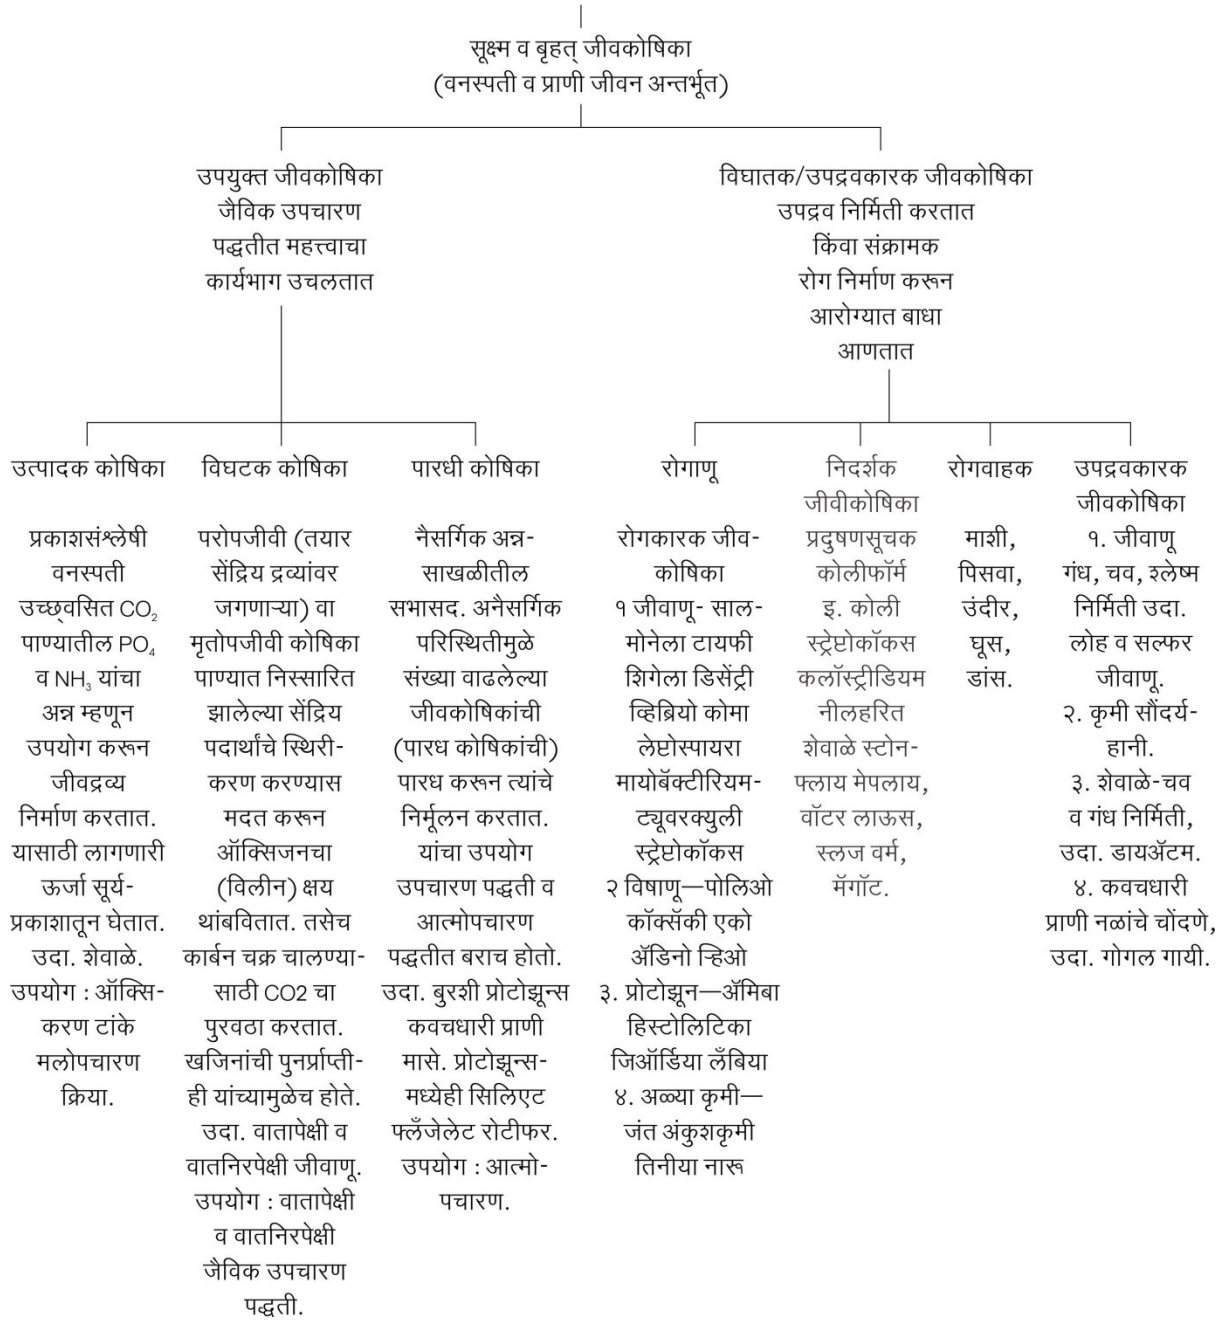 सूक्ष्म व बृहत् जीवकोषिका
(वनस्पती व प्राणी जीवन अन्तर्भूत)
उपयुक्त जीवकोषिका
जैविक उपचारण
पद्धतीत महत्त्वाचा
कार्यभाग उचलतात
विघातक/उपद्रवकारक जीवकोषिका
उपद्रव निर्मिती करतात
किंवा संक्रामक
रोग निर्माण करून
आरोग्यात बाधा
आणतात
उत्पादक कोषिका
प्रकाशसंश्लेषी
वनस्पती
उच्छ्वसित CO₂
पाण्यातील PO₄
व NH₃ यांचा
अन्न म्हणून
उपयोग करून
जीवद्रव्य
निर्माण करतात.
यासाठी लागणारी
ऊर्जा सूर्य-
प्रकाशातून घेतात.
उदा. शेवाळे.
उपयोग : ऑक्सि-
करण टांके
मलोपचारण
क्रिया.
विघटक कोषिका
परोपजीवी (तयार
सेंद्रिय द्रव्यांवर
जगणाऱ्या) वा
मृतोपजीवी कोषिका
पाण्यात निस्सारित
झालेल्या सेंद्रिय
पदार्थांचे स्थिरी-
करण करण्यास
मदत करून
ऑक्सिजनचा
(विलीन) क्षय
थांबवितात. तसेच
कार्बन चक्र चालण्या-
साठी CO2 चा
पुरवठा करतात.
खजिनांची पुनर्प्राप्ती-
ही यांच्यामुळेच होते.
उदा. वातापेक्षी व
वातनिरपेक्षी जीवाणू.
उपयोग : वातापेक्षी
व वातनिरपेक्षी
जैविक उपचारण
पद्धती.
पारधी कोषिका
नैसर्गिक अन्न-
साखळीतील
सभासद. अनैसर्गिक
परिस्थितीमुळे
संख्या वाढलेल्या
जीवकोषिकांची
(पारध कोषिकांची)
पारध करून त्यांचे
निर्मूलन करतात.
यांचा उपयोग
उपचारण पद्धती व
आत्मोपचारण
पद्धतीत बराच होतो.
उदा. बुरशी प्रोटोझून्स
कवचधारी प्राणी
मासे. प्रोटोझून्स-
मध्येही सिलिएट
फ्लँजेलेट रोटीफर.
उपयोग : आत्मो-
पचारण.
रोगाणू
रोगकारक जीव-
कोषिका
१ जीवाणू- साल-
मोनेला टायफी
शिगेला डिसेंट्री
व्हिब्रियो कोमा
लेप्टोस्पायरा
मायोबॅक्टीरियम-
ट्यूवरक्युली
स्ट्रेप्टोकॉकस
२ विषाणू—पोलिओ
कॉक्सॅकी एको
ॲडिनो ऱ्हिओ
३. प्रोटोझून—ॲमिबा
हिस्टोलिटिका
जिऑर्डिया लँबिया
४. अळ्या कृमी—
जंत अंकुशकृमी
तिनीया नारू
निदर्शक
जीवीकोषिका
प्रदुषणसूचक
कोलीफॉर्म
इ. कोली
स्ट्रेप्टोकॉकस
कलॉस्ट्रीडियम
नीलहरित
शेवाळे स्टोन-
फ्लाय मेपलाय,
वॉटर लाऊस,
स्लज वर्म,
मॅगॉट.
रोगवाहक
माशी,
पिसवा,
उंदीर,
घूस,
डांस.
उपद्रवकारक
जीवकोषिका
१. जीवाणू
गंध, चव, श्लेष्म
निर्मिती उदा.
लोह व सल्फर
जीवाणू.
२. कृमी सौंदर्य-
हानी.
३. शेवाळे-चव
व गंध निर्मिती,
उदा. डायॲटम.
४. कवचधारी
प्राणी नळांचे चोंदणे,
उदा. गोगल गायी.